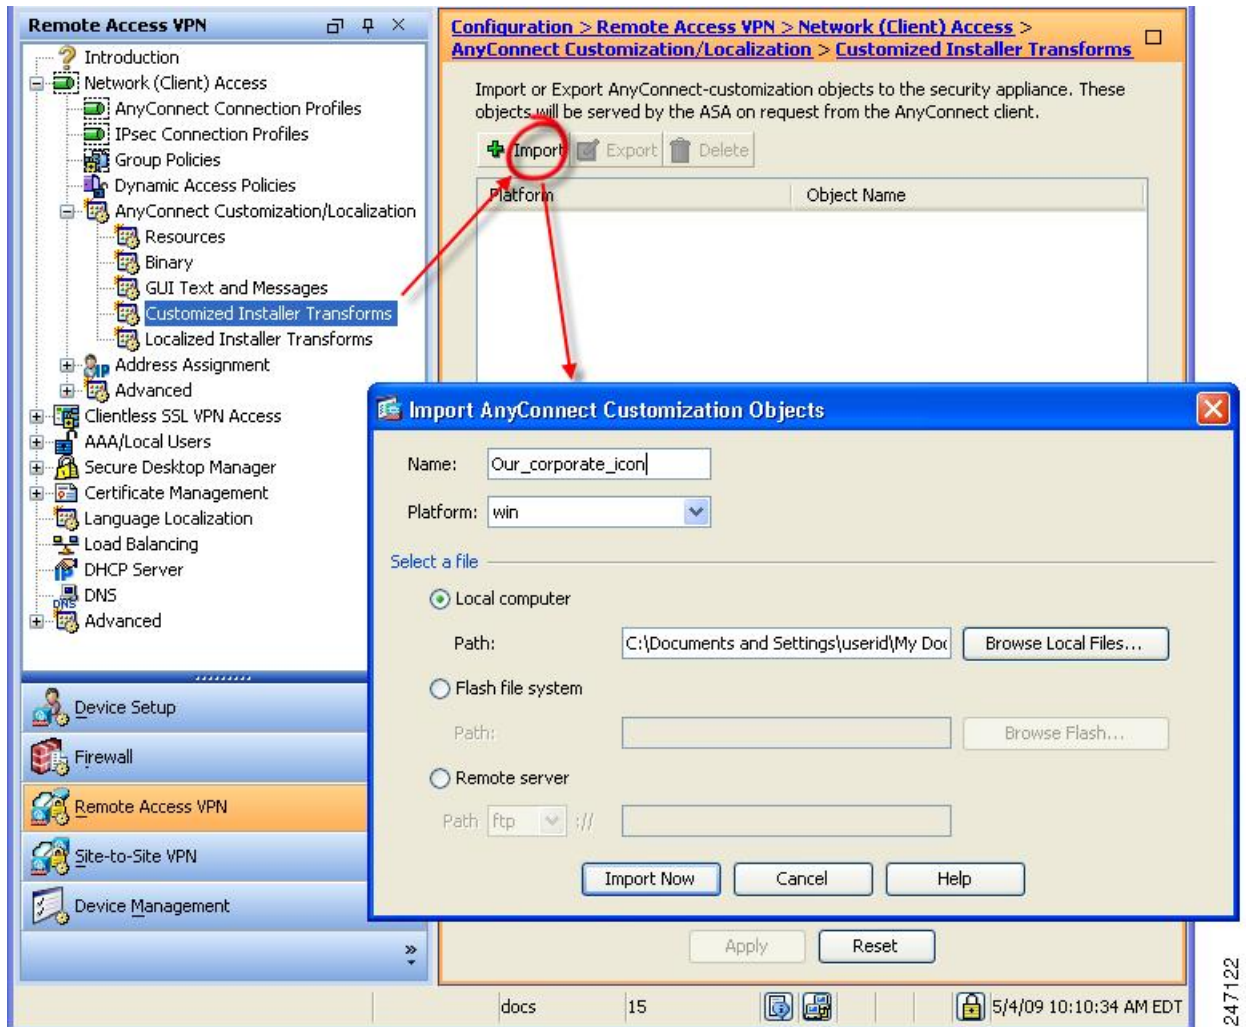 Remote Access VPN
Introduction
Network (Client) Access
AnyConnect Connection Profiles
IPsec Connection Profiles
Group Policies
Dynamic Access Policies
AnyConnect Customization/Localization
Resources
Binary
GUI Text and Messages
Customized Installer Transforms
Localized Installer Transforms
Address Assignment
Advanced
Clientless SSL VPN Access
AAA/Local Users
Secure Desktop Manager
Certificate Management
Language Localization
Load Balancing
DHCP Server
DNS
Advanced
Device Setup
Firewall
Remote Access VPN
Site-to-Site VPN
Device Management
Configuration > Remote Access VPN > Network (Client) Access >
AnyConnect Customization/Localization > Customized Installer Transforms
Import or Export AnyConnect-customization objects to the security appliance. These
objects will be served by the ASA on request from the AnyConnect client.
Import Export Delete
Platform Object Name
Import AnyConnect Customization Objects
Name: Our_corporate_icon
Platform: win
Select a file
Local computer
Path: C:\Documents and Settings\userid\My Doc Browse Local Files...
Flash file system
Path: Browse Flash...
Remote server
Path ftp ://
Import Now Cancel Help
Apply Reset
docs 15 5/4/09 10:10:34 AM EDT
247122